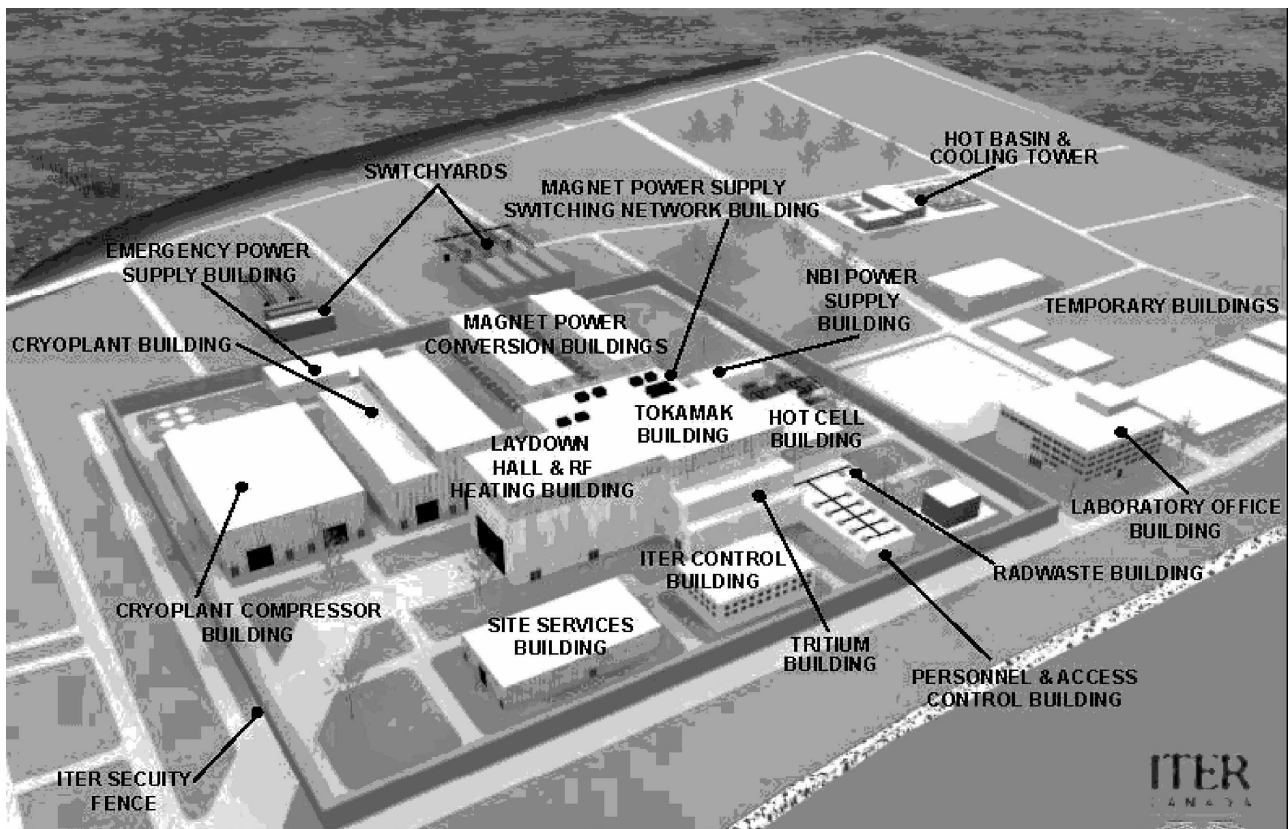 HOT BASIN &
COOLING TOWER
SWITCHYARDS
MAGNET POWER SUPPLY
SWITCHING NETWORK BUILDING
EMERGENCY POWER
SUPPLY BUILDING
NBI POWER
SUPPLY
BUILDING
TEMPORARY BUILDINGS
CRYOPLANT BUILDING
MAGNET POWER
CONVERSION BUILDINGS
TOKAMAK
BUILDING
HOT CELL
BUILDING
LAYDOWN
HALL & RF
HEATING BUILDING
LABORATORY OFFICE
BUILDING
ITER CONTROL
BUILDING
RADWASTE BUILDING
CRYOPLANT COMPRESSOR
BUILDING
SITE SERVICES
BUILDING
TRITIUM
BUILDING
PERSONNEL & ACCESS
CONTROL BUILDING
ITER SECUITY
FENCE
ITER
CANADA